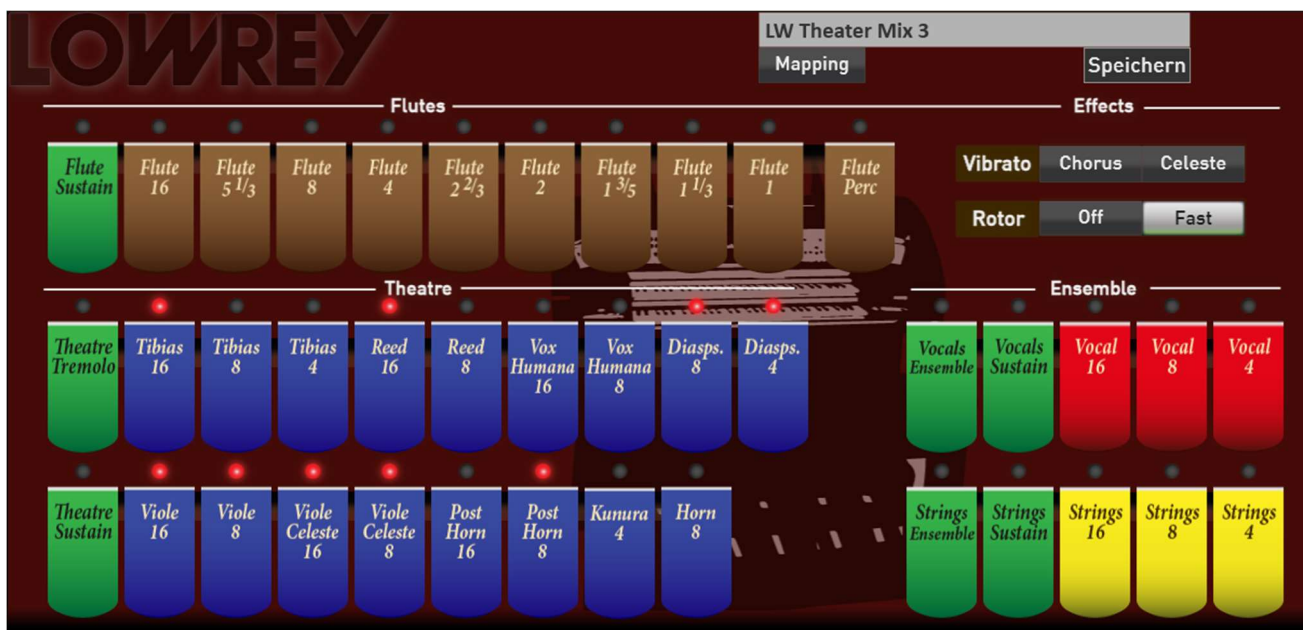 LOWREY
LW Theater Mix 3
Mapping
Speichern
Flutes
Effects
Flute
Sustain
Flute
16
Flute
5 1/3
Flute
8
Flute
4
Flute
2 2/3
Flute
2
Flute
1 3/5
Flute
1 1/3
Flute
1
Flute
Perc
Vibrato
Chorus
Celeste
Rotor
Off
Fast
Theatre
Ensemble
Theatre
Tremolo
Tibias
16
Tibias
8
Tibias
4
Reed
16
Reed
8
Vox
Humana
16
Vox
Humana
8
Diasps.
8
Diasps.
4
Vocals
Ensemble
Vocals
Sustain
Vocal
16
Vocal
8
Vocal
4
Theatre
Sustain
Viole
16
Viole
8
Viole
Celeste
16
Viole
Celeste
8
Post
Horn
16
Post
Horn
8
Kunura
4
Horn
8
Strings
Ensemble
Strings
Sustain
Strings
16
Strings
8
Strings
4